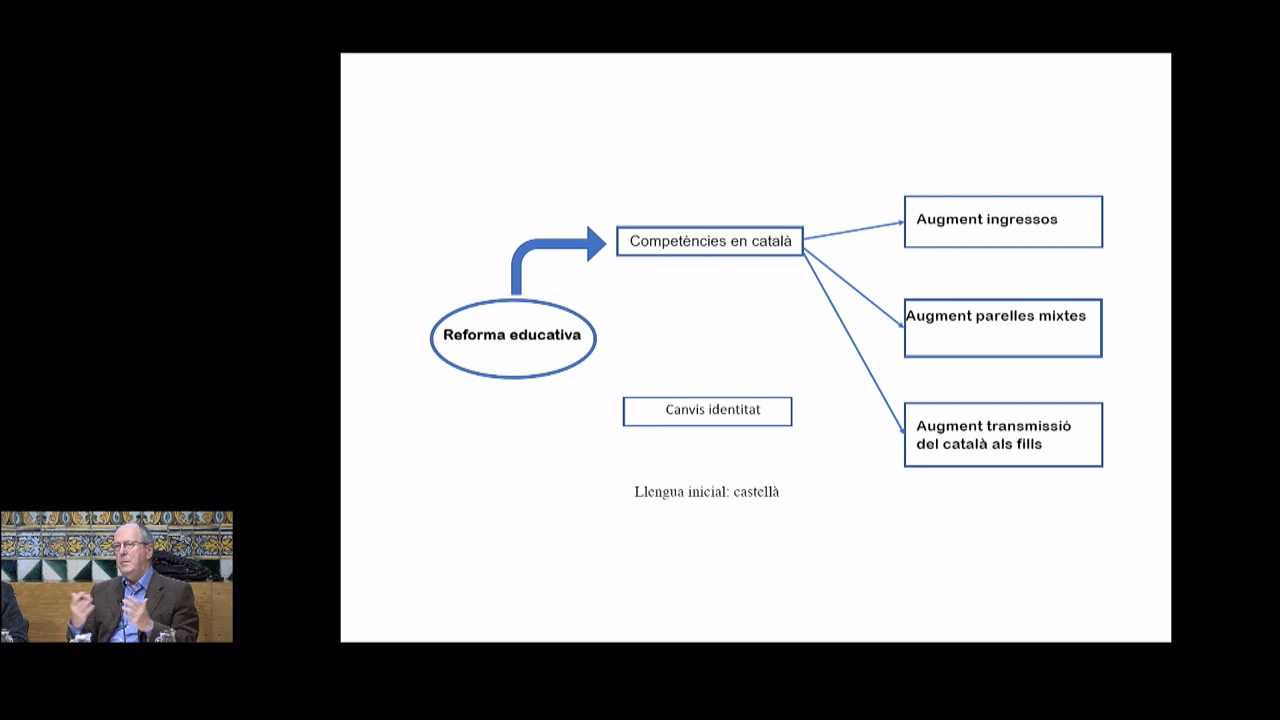 Augment ingressos
Competències en català
Augment parelles mixtes
Reforma educativa
Canvis identitat
Augment transmissió
del català als fills
Llengua inicial: castellà